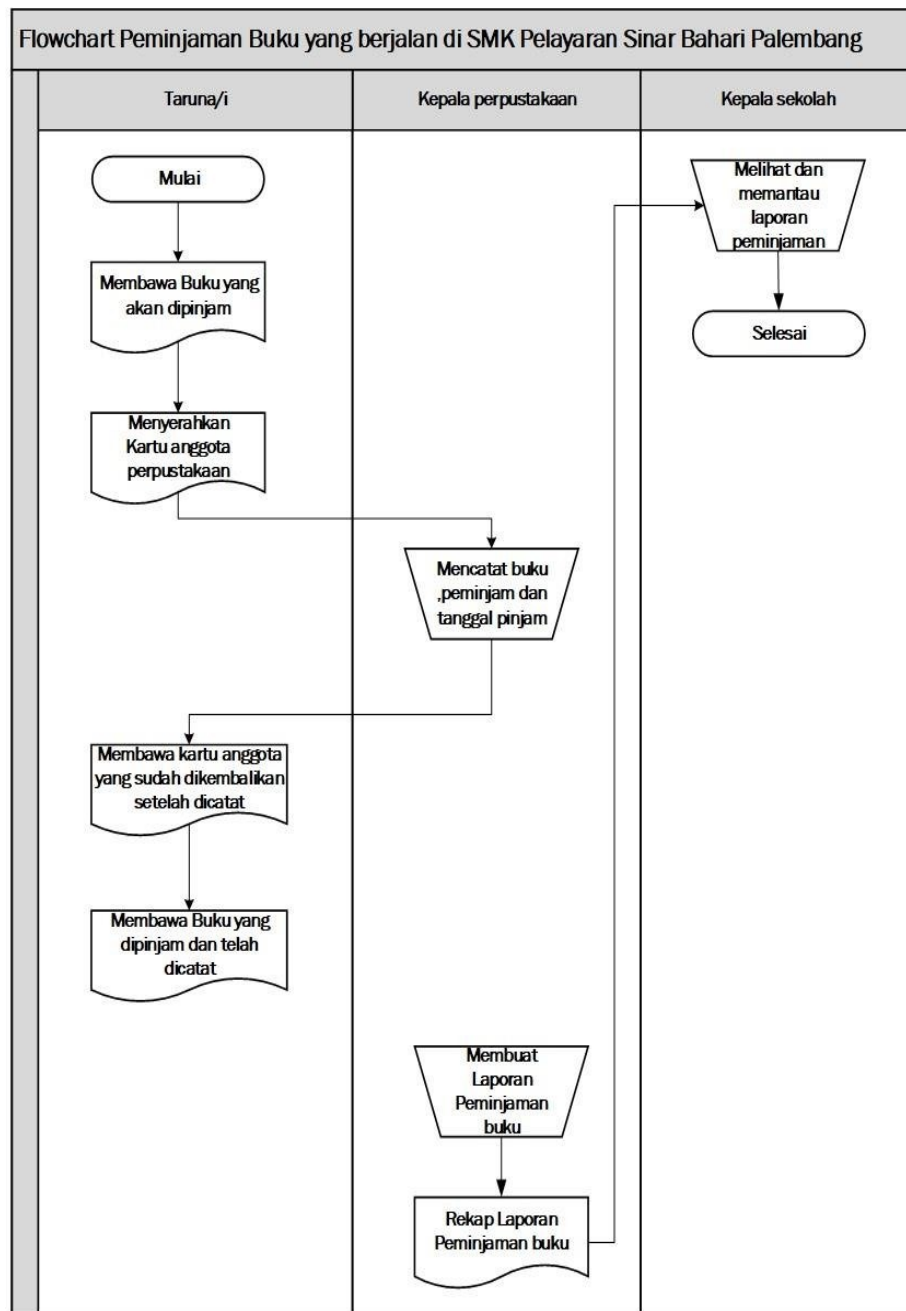 Flowchart Peminjaman Buku yang berjalan di SMK Pelayaran Sinar Bahari Palembang
Taruna/i
Kepala perpustakaan
Kepala sekolah
Mulai
Membawa Buku yang
akan dipinjam
Menyerahkan
Kartu anggota
perpustakaan
Mencatat buku
,peminjam dan
tanggal pinjam
Membawa kartu anggota
yang sudah dikembalikan
setelah dicatat
Membawa Buku yang
dipinjam dan telah
dicatat
Membuat
Laporan
Peminjaman
buku
Rekap Laporan
Peminjaman buku
Melihat dan
memantau
laporan
peminjaman
Selesai